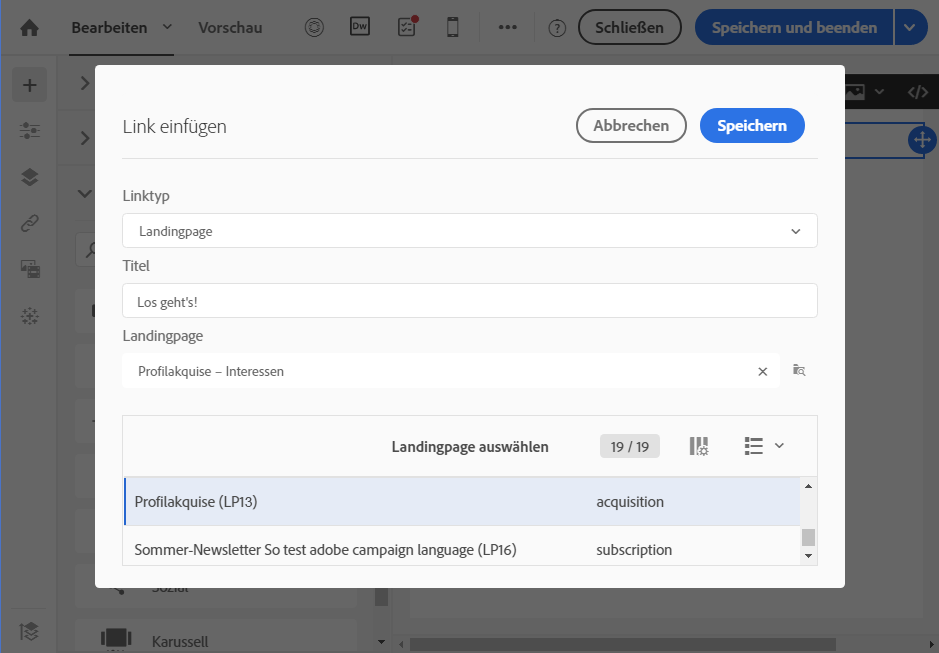 Bearbeiten
Vorschau
Dw
?
Schließen
Speichern und beenden
Link einfügen
Abbrechen
Speichern
Linktyp
Landingpage
Titel
Los geht's!
Landingpage
Profilakquise – Interessen
Landingpage auswählen
19 / 19
Profilakquise (LP13)
acquisition
Sommer-Newsletter So test adobe campaign language (LP16)
subscription
Sozial
Karussell